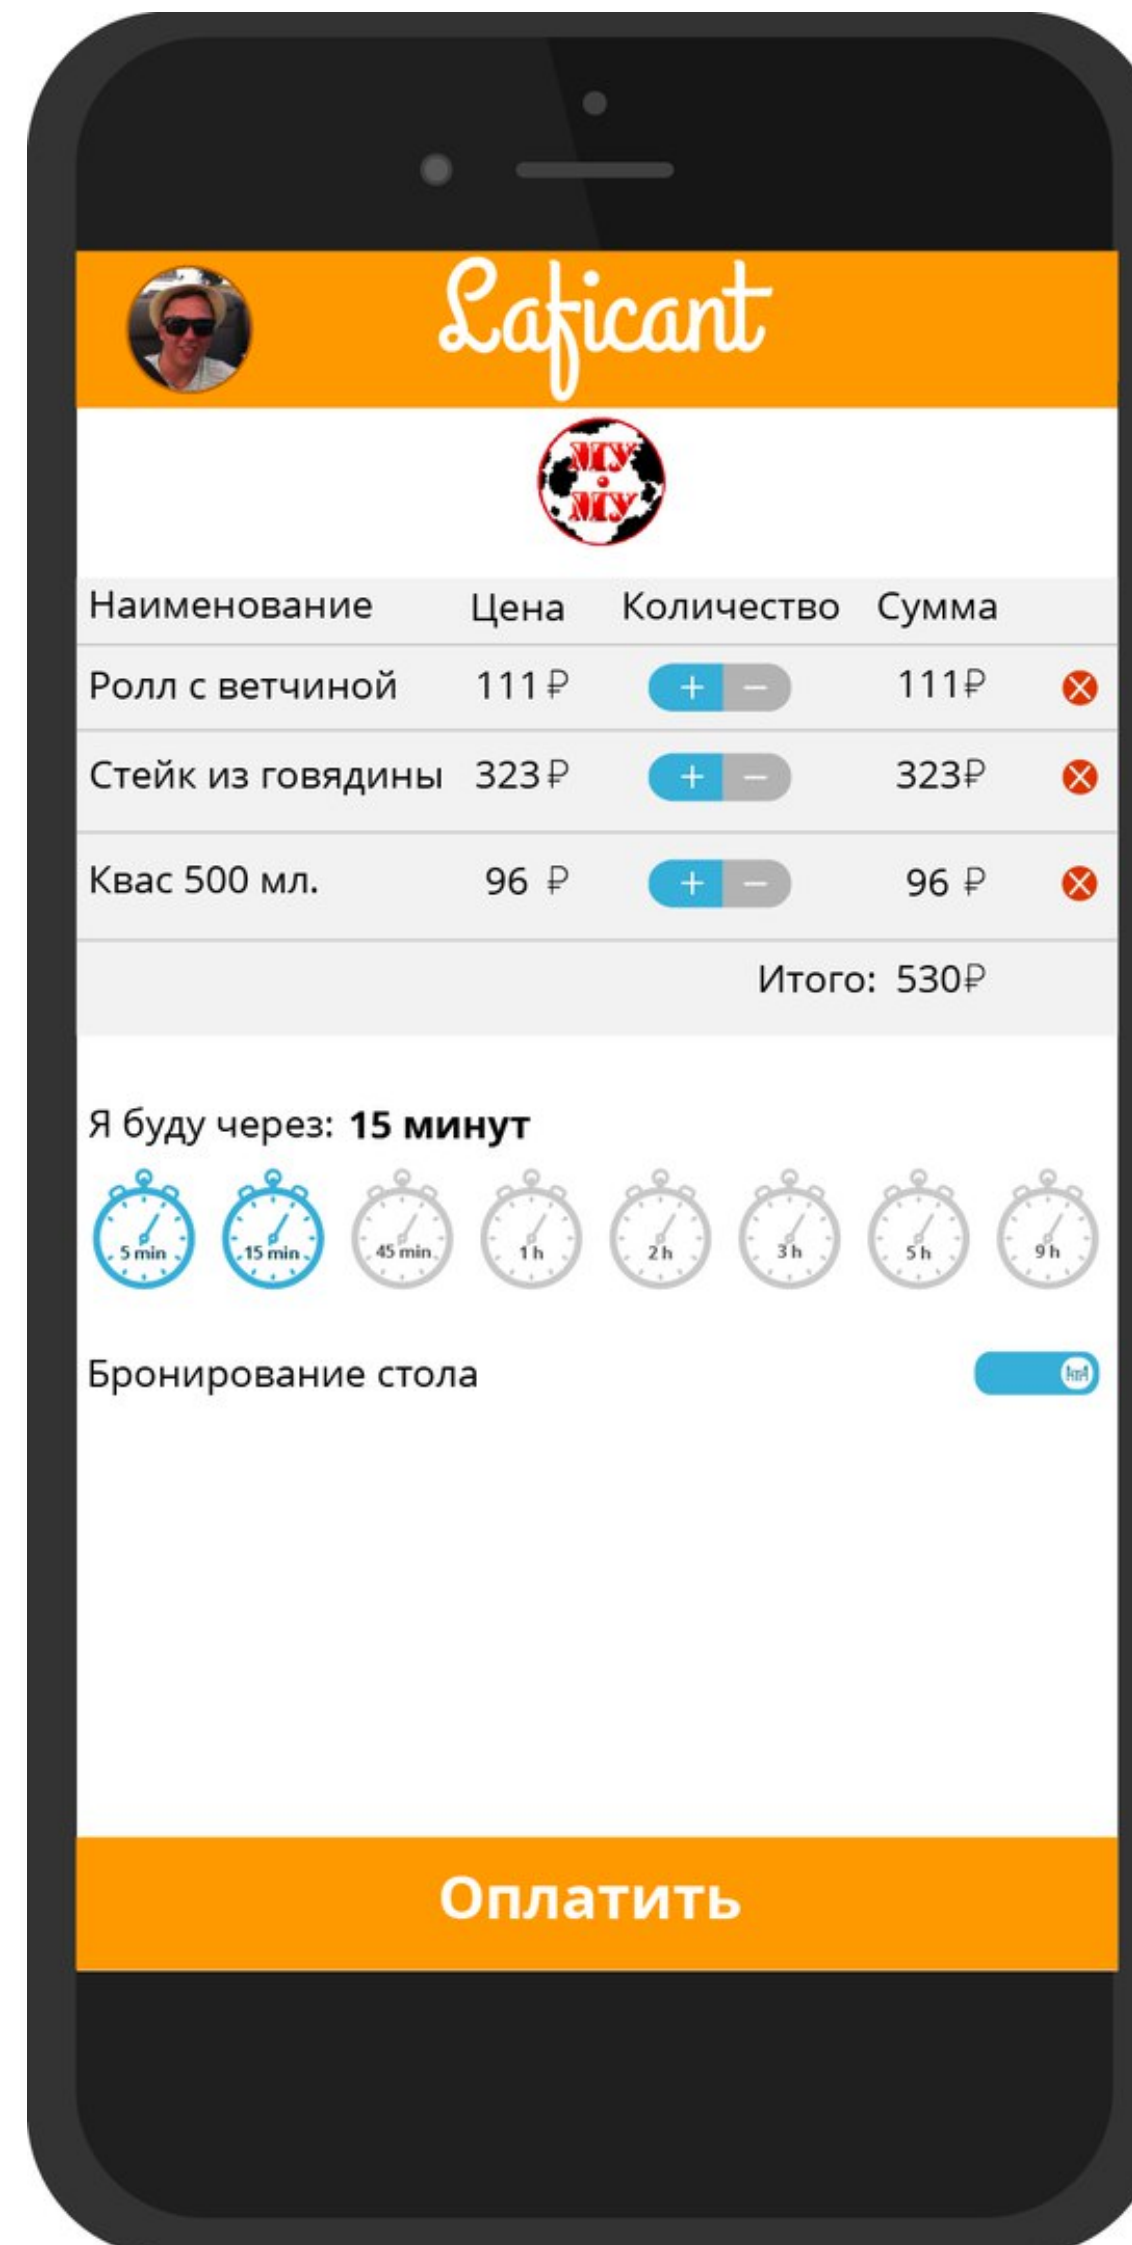 Laficant
МУ
МУ
Наименование Цена Количество Сумма
Ролл с ветчиной 111 ₽ + − 111₽
Стейк из говядины 323 ₽ + − 323₽
Квас 500 мл. 96 ₽ + − 96 ₽
Итого: 530₽
Я буду через: 15 минут
5 min 15 min 45 min 1 h 2 h 3 h 5 h 9 h
Бронирование стола
Оплатить